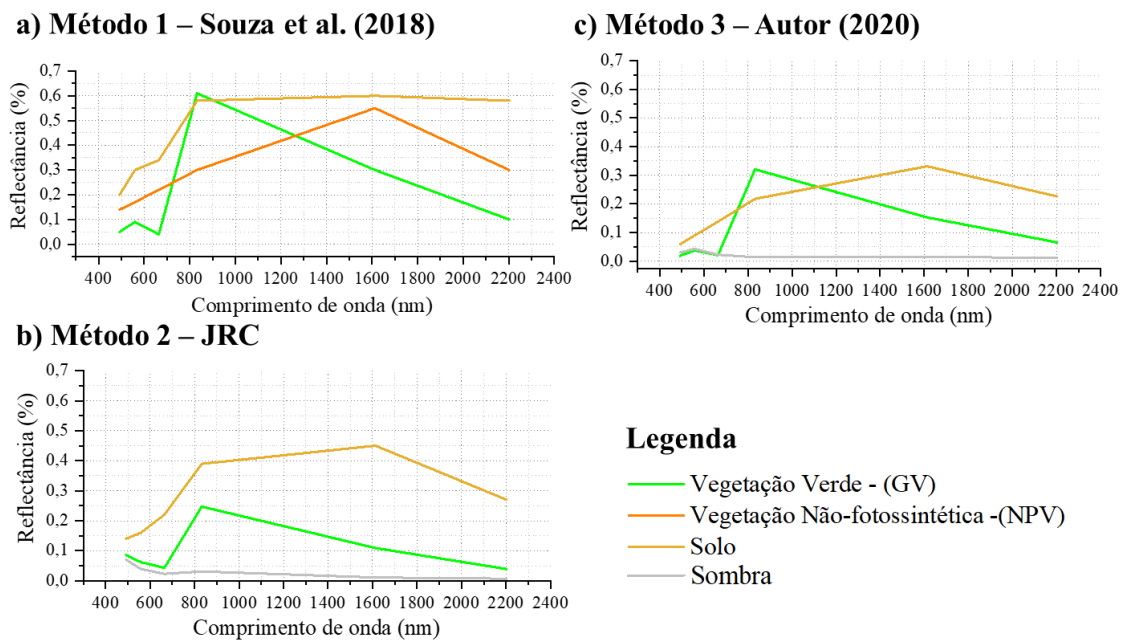 a) Método 1 – Souza et al. (2018)
Reflectância (%)
0,7
0,6
0,5
0,4
0,3
0,2
0,1
0,0
400 600 800 1000 1200 1400 1600 1800 2000 2200 2400
Comprimento de onda (nm)
b) Método 2 – JRC
Reflectância (%)
0,7
0,6
0,5
0,4
0,3
0,2
0,1
0,0
400 600 800 1000 1200 1400 1600 1800 2000 2200 2400
Comprimento de onda (nm)
c) Método 3 – Autor (2020)
Reflectância (%)
0,7
0,6
0,5
0,4
0,3
0,2
0,1
0,0
400 600 800 1000 1200 1400 1600 1800 2000 2200 2400
Comprimento de onda (nm)
Legenda
Vegetação Verde - (GV)
Vegetação Não-fotossintética -(NPV)
Solo
Sombra